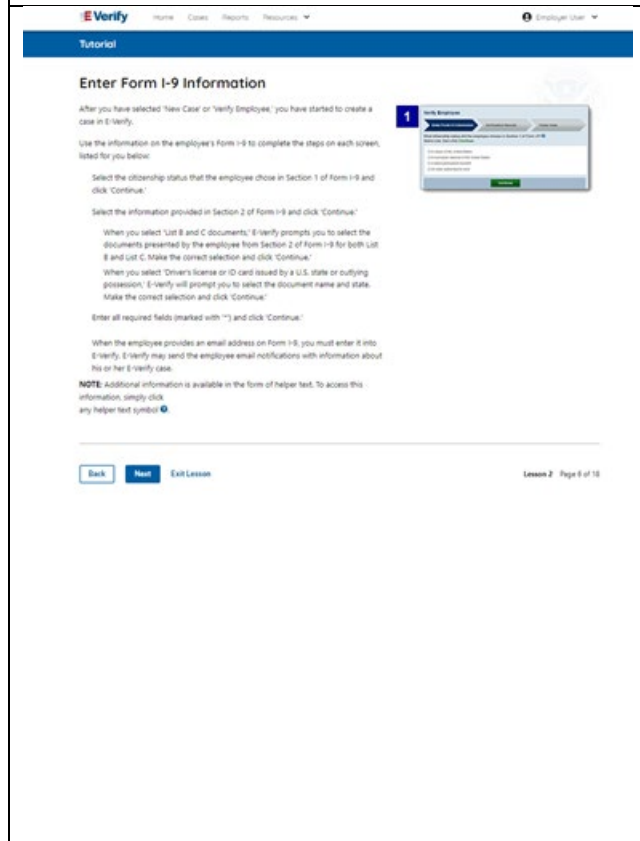 E-Verify Home Cases Reports Resources Employer User
Tutorial
Enter Form I-9 Information
After you have selected 'New Case' or 'Verify Employee,' you have started to create a
case in E-Verify.
Use the information on the employee's Form I-9 to complete the steps on each screen,
listed for you below:
Select the citizenship status that the employee chose in Section 1 of Form I-9 and
click 'Continue.'
Select the information provided in Section 2 of Form I-9 and click 'Continue.'
When you select 'List B and C documents,' E-Verify prompts you to select the
documents presented by the employee from Section 2 of Form I-9 for both List
B and List C. Make the correct selection and click 'Continue.'
When you select 'Driver's license or ID card issued by a U.S. state or outlying
possession,' E-Verify will prompt you to select the document name and state.
Make the correct selection and click 'Continue.'
Enter all required fields (marked with '*') and click 'Continue.'
When the employee provides an email address on Form I-9, you must enter it into
E-Verify. E-Verify may send the employee email notifications with information about
his or her E-Verify case.
NOTE: Additional information is available in the form of helper text. To access this
information, simply click
any helper text symbol ?.
1
Verify Employee
Continue
Back Next Exit Lesson Lesson 2 Page 6 of 18